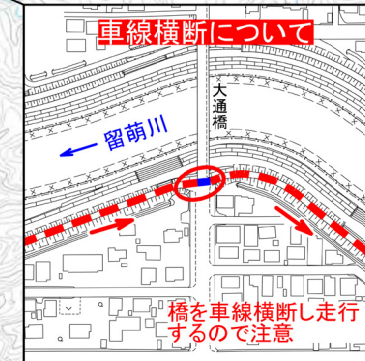 車線横断について
大通橋
留萌川
橋を車線横断し走行
するので注意